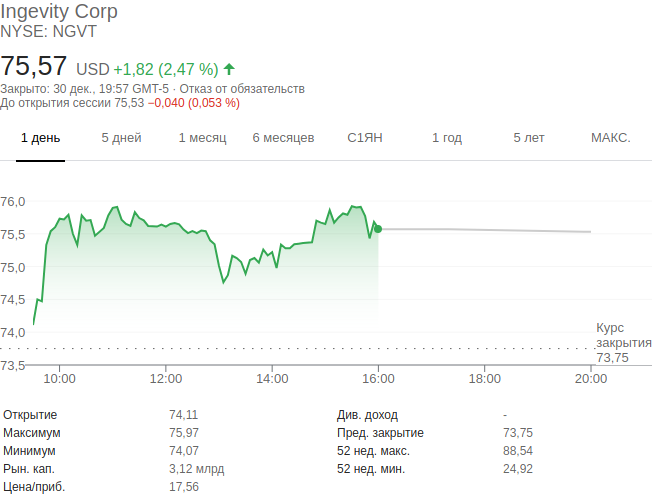 Ingevity Corp
NYSE: NGVT
75,57 USD +1,82 (2,47 %)
Закрыто: 30 дек., 19:57 GMT-5 · Отказ от обязательств
До открытия сессии 75,53 −0,040 (0,053 %)
1 день 5 дней 1 месяц 6 месяцев С1ЯН 1 год 5 лет МАКС.
76,0
75,5
75,0
74,5
74,0
Курс
закрытия
73,75
73,5
10:00 12:00 14:00 16:00 18:00 20:00
Открытие 74,11 Див. доход -
Максимум 75,97 Пред. закрытие 73,75
Минимум 74,07 52 нед. макс. 88,54
Рын. кап. 3,12 млрд 52 нед. мин. 24,92
Цена/приб. 17,56